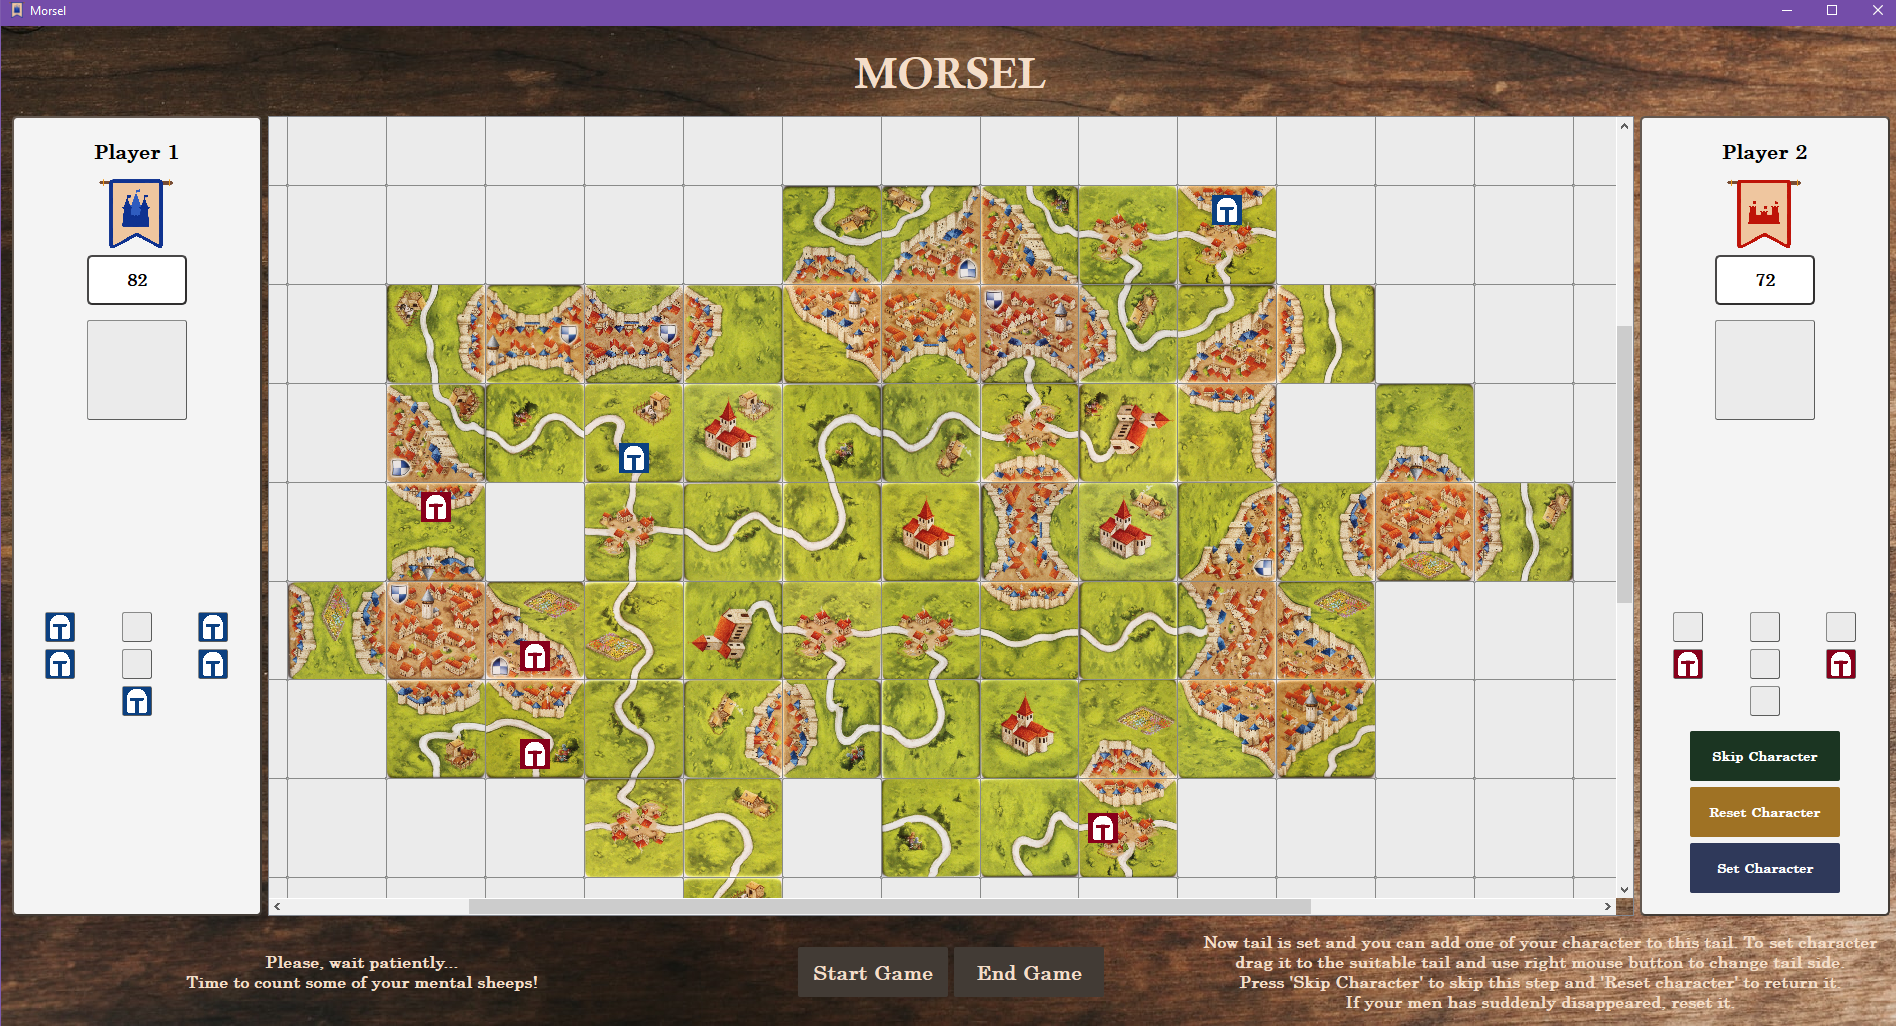 Morsel
MORSEL
Player 1
82
Player 2
72
Skip Character
Reset Character
Set Character
Please, wait patiently...
Time to count some of your mental sheeps!
Start Game
End Game
Now tail is set and you can add one of your character to this tail. To set character
drag it to the suitable tail and use right mouse button to change tail side.
Press 'Skip Character' to skip this step and 'Reset character' to return it.
If your men has suddenly disappeared, reset it.